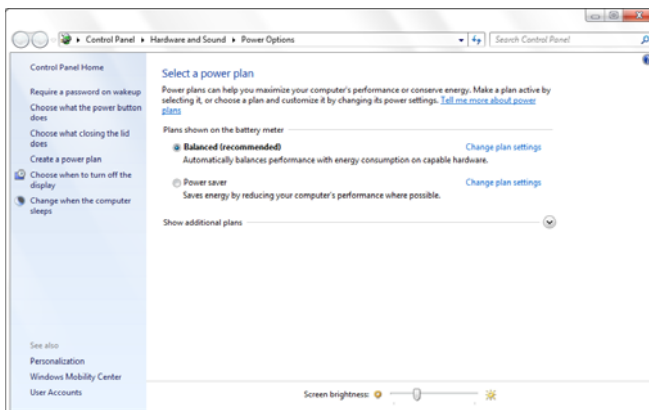 Control Panel ▸ Hardware and Sound ▸ Power Options
Search Control Panel
Control Panel Home
Require a password on wakeup
Choose what the power button
does
Choose what closing the lid
does
Create a power plan
Choose when to turn off the
display
Change when the computer
sleeps
See also
Personalization
Windows Mobility Center
User Accounts
Select a power plan
Power plans can help you maximize your computer's performance or conserve energy. Make a plan active by
selecting it, or choose a plan and customize it by changing its power settings. Tell me more about power
plans
Plans shown on the battery meter
Balanced (recommended) Change plan settings
Automatically balances performance with energy consumption on capable hardware.
Power saver Change plan settings
Saves energy by reducing your computer's performance where possible.
Show additional plans
Screen brightness: